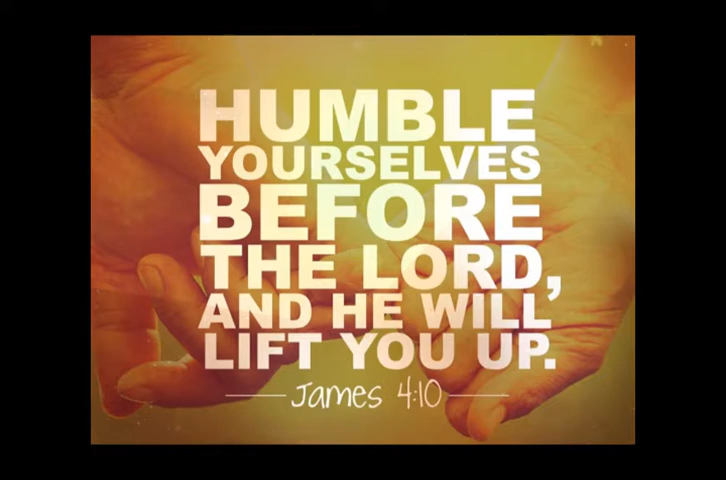 HUMBLE
YOURSELVES
BEFORE
THE LORD,
AND HE WILL
LIFT YOU UP.
James 4:10